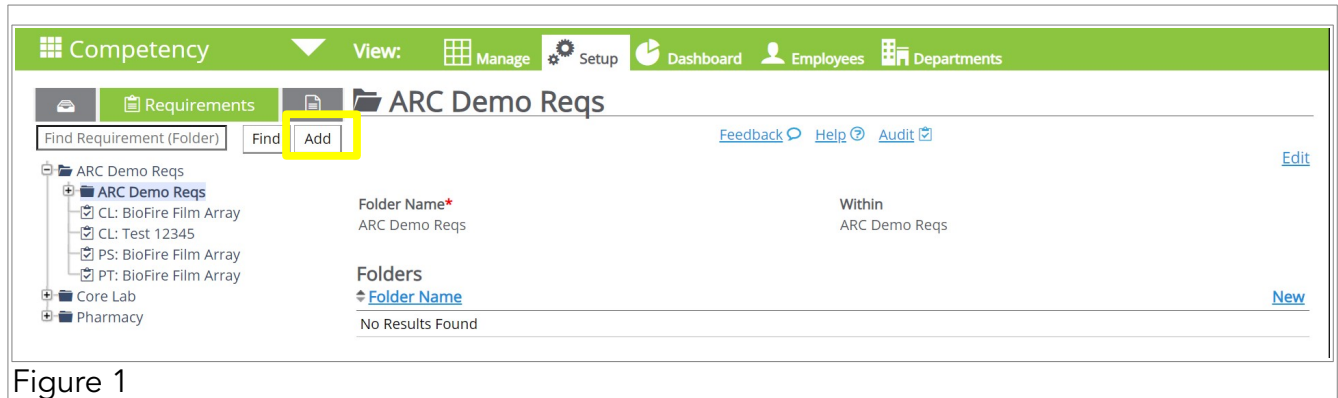 Competency View: Manage Setup Dashboard Employees Departments
Requirements ARC Demo Reqs
Find Requirement (Folder) Find Add Feedback Help Audit
Edit
ARC Demo Reqs
ARC Demo Reqs
CL: BioFire Film Array
CL: Test 12345
PS: BioFire Film Array
PT: BioFire Film Array
Core Lab
Pharmacy
Folder Name* Within
ARC Demo Reqs ARC Demo Reqs
Folders
Folder Name New
No Results Found
Figure 1